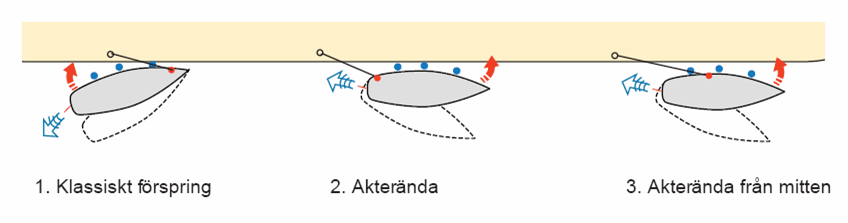 1. Klassiskt förspring
2. Akterända
3. Akterända från mitten